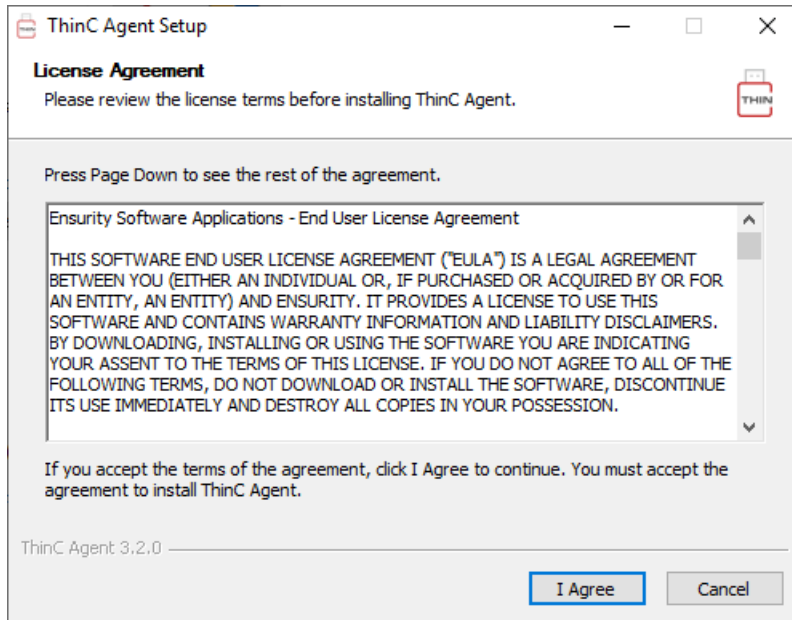 ThinC Agent Setup
License Agreement
Please review the license terms before installing ThinC Agent.
THIN
Press Page Down to see the rest of the agreement.
Ensurity Software Applications - End User License Agreement
THIS SOFTWARE END USER LICENSE AGREEMENT ("EULA") IS A LEGAL AGREEMENT
BETWEEN YOU (EITHER AN INDIVIDUAL OR, IF PURCHASED OR ACQUIRED BY OR FOR
AN ENTITY, AN ENTITY) AND ENSURITY. IT PROVIDES A LICENSE TO USE THIS
SOFTWARE AND CONTAINS WARRANTY INFORMATION AND LIABILITY DISCLAIMERS.
BY DOWNLOADING, INSTALLING OR USING THE SOFTWARE YOU ARE INDICATING
YOUR ASSENT TO THE TERMS OF THIS LICENSE. IF YOU DO NOT AGREE TO ALL OF THE
FOLLOWING TERMS, DO NOT DOWNLOAD OR INSTALL THE SOFTWARE, DISCONTINUE
ITS USE IMMEDIATELY AND DESTROY ALL COPIES IN YOUR POSSESSION.
If you accept the terms of the agreement, click I Agree to continue. You must accept the
agreement to install ThinC Agent.
ThinC Agent 3.2.0
I Agree
Cancel